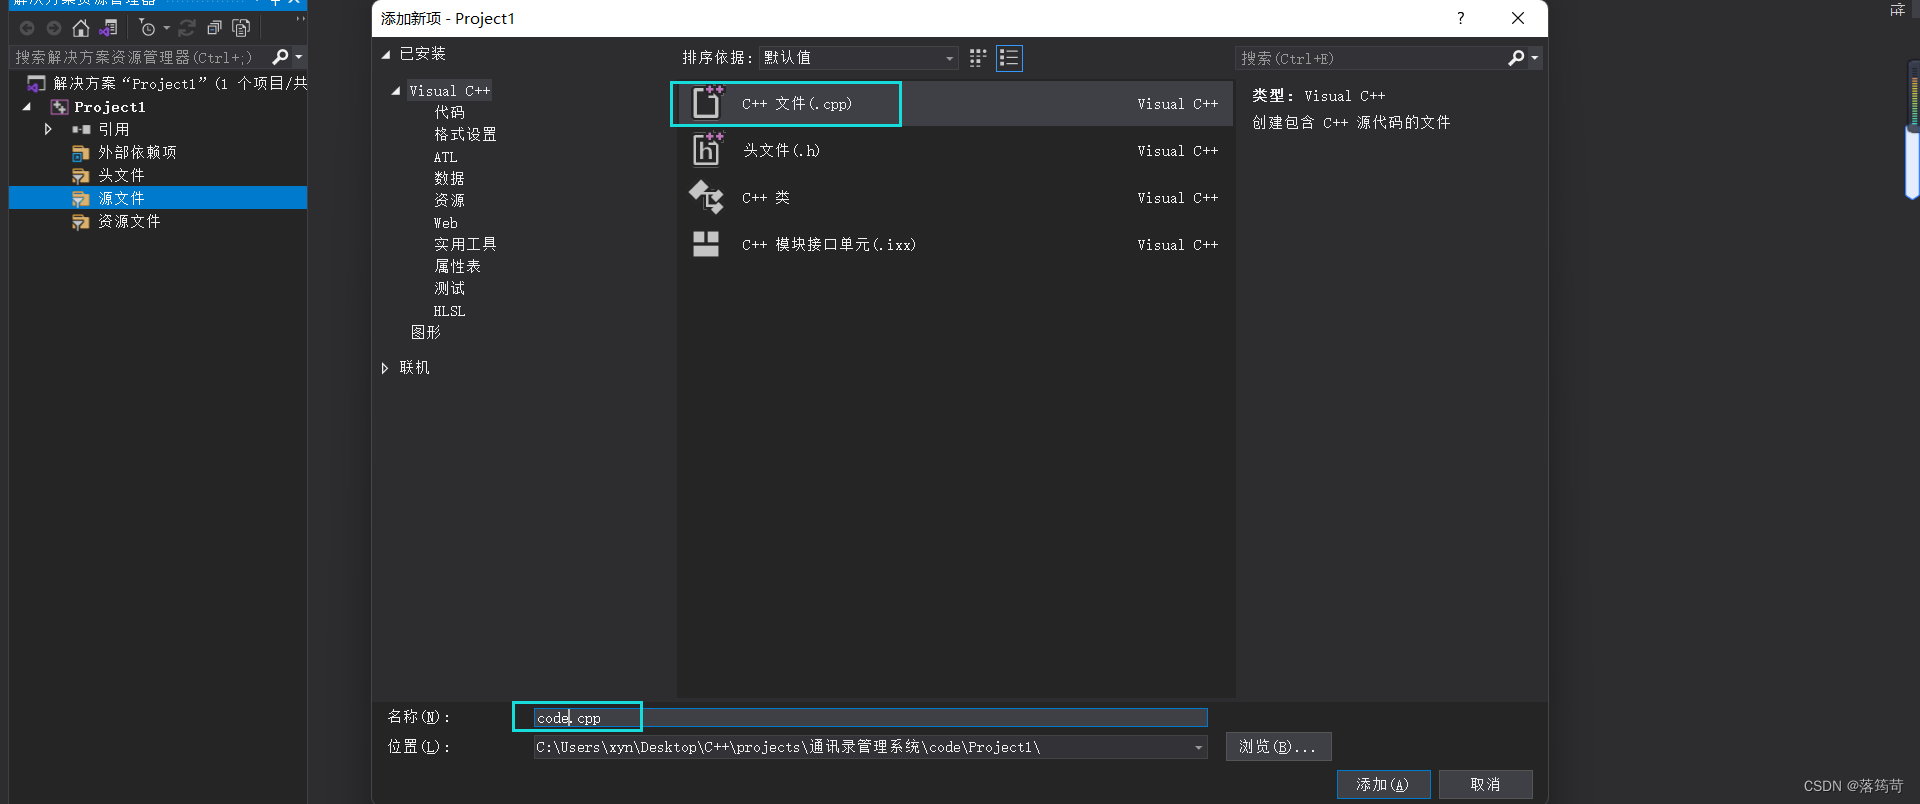 解决方案资源管理器
搜索解决方案资源管理器(Ctrl+;)
解决方案“Project1”(1 个项目/共
Project1
引用
外部依赖项
头文件
源文件
资源文件
添加新项 - Project1
?
已安装
Visual C++
代码
格式设置
ATL
数据
资源
Web
实用工具
属性表
测试
HLSL
图形
联机
排序依据: 默认值
C++ 文件(.cpp) Visual C++
头文件(.h) Visual C++
C++ 类 Visual C++
C++ 模块接口单元(.ixx) Visual C++
搜索(Ctrl+E)
类型: Visual C++
创建包含 C++ 源代码的文件
名称(N): code.cpp
位置(L): C:\Users\xyn\Desktop\C++\projects\通讯录管理系统\code\Project1\
浏览(B)...
添加(A) 取消
CSDN @落筠苛